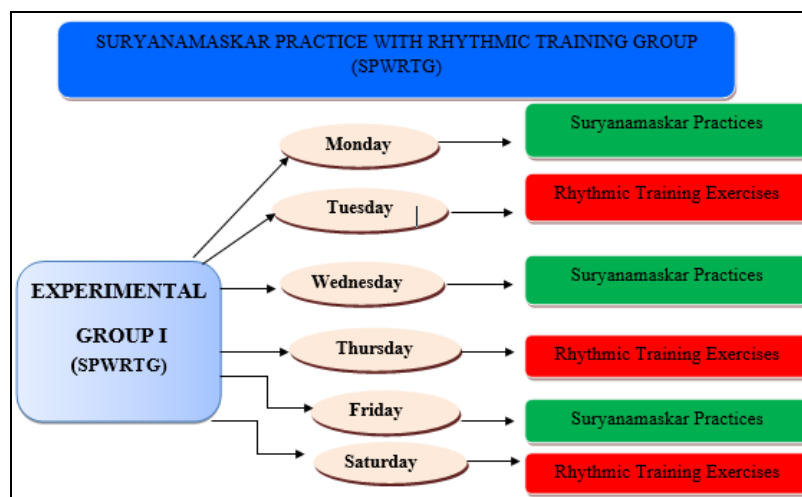 SURYANAMASKAR PRACTICE WITH RHYTHMIC TRAINING GROUP
(SPWRTG)
EXPERIMENTAL
GROUP I
(SPWRTG)
Monday
Suryanamaskar Practices
Tuesday
Rhythmic Training Exercises
Wednesday
Suryanamaskar Practices
Thursday
Rhythmic Training Exercises
Friday
Suryanamaskar Practices
Saturday
Rhythmic Training Exercises